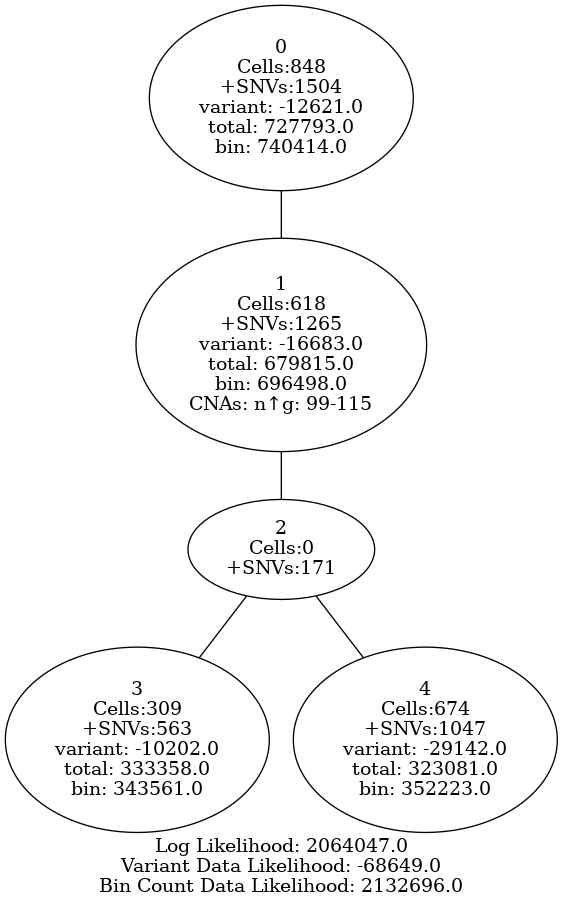 0
Cells:848
+SNVs:1504
variant: -12621.0
total: 727793.0
bin: 740414.0
1
Cells:618
+SNVs:1265
variant: -16683.0
total: 679815.0
bin: 696498.0
CNAs: n↑g: 99-115
2
Cells:0
+SNVs:171
3
Cells:309
+SNVs:563
variant: -10202.0
total: 333358.0
bin: 343561.0
4
Cells:674
+SNVs:1047
variant: -29142.0
total: 323081.0
bin: 352223.0
Log Likelihood: 2064047.0
Variant Data Likelihood: -68649.0
Bin Count Data Likelihood: 2132696.0